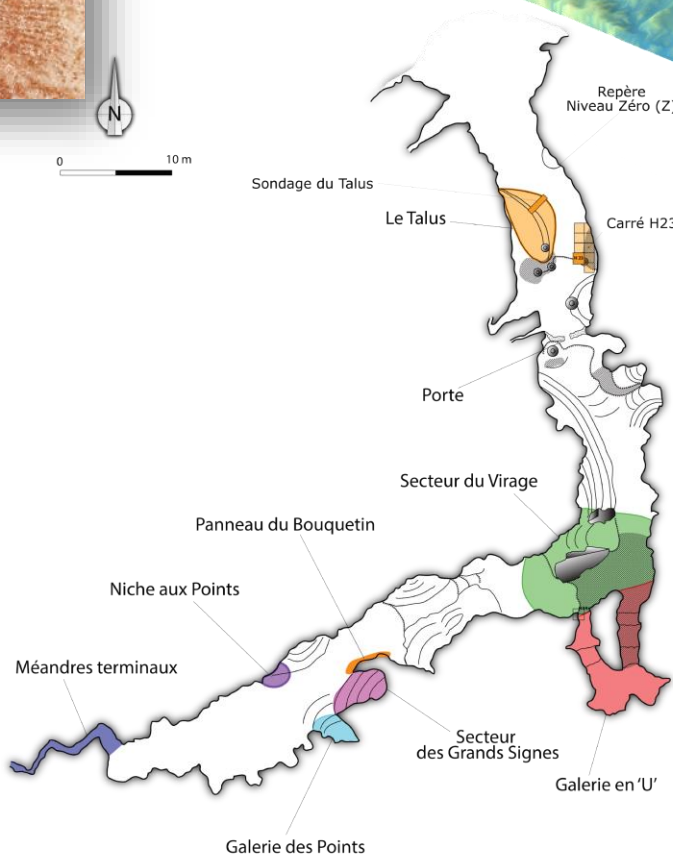 N
0
10 m
Repère
Niveau Zéro (Z)
Sondage du Talus
Le Talus
Carré H23
Porte
Secteur du Virage
Panneau du Bouquetin
Niche aux Points
Méandres terminaux
Secteur
des Grands Signes
Galerie en ‘U’
Galerie des Points